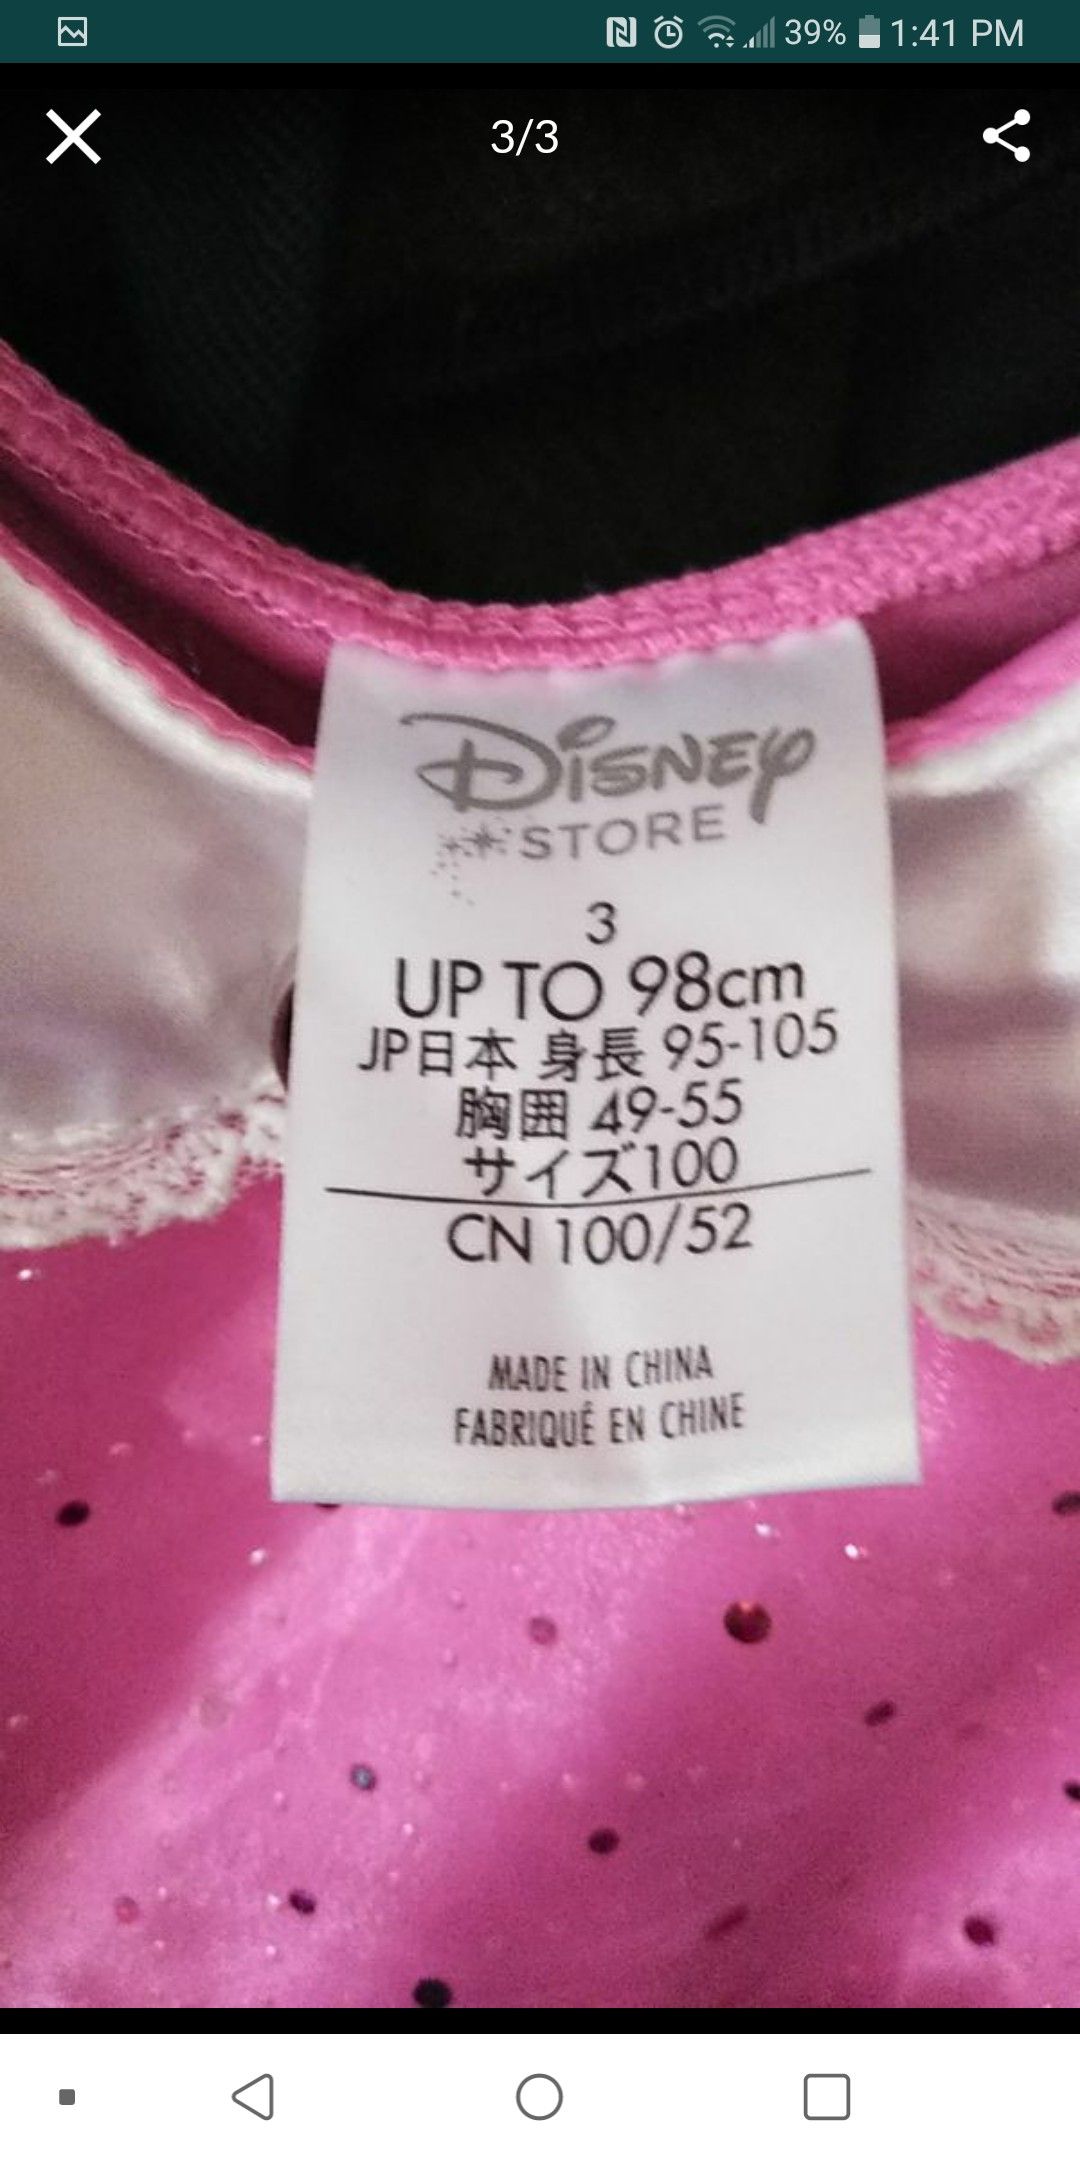 39% 1:41 PM
3/3
Disney
STORE
3
UP TO 98cm
JP日本 身長 95-105
胸囲 49-55
サイズ100
CN 100/52
MADE IN CHINA
FABRIQUÉ EN CHINE